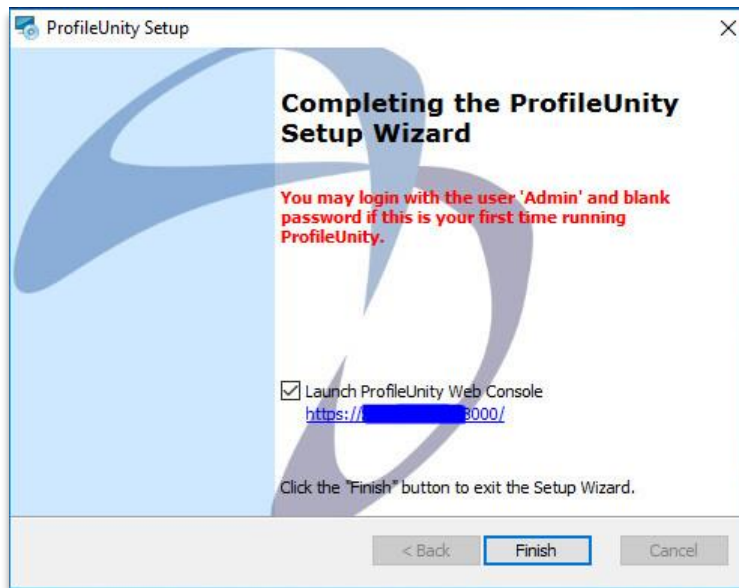 ProfileUnity Setup
Completing the ProfileUnity
Setup Wizard
You may login with the user 'Admin' and blank
password if this is your first time running
ProfileUnity.
Launch ProfileUnity Web Console
https://000/
Click the "Finish" button to exit the Setup Wizard.
< Back
Finish
Cancel